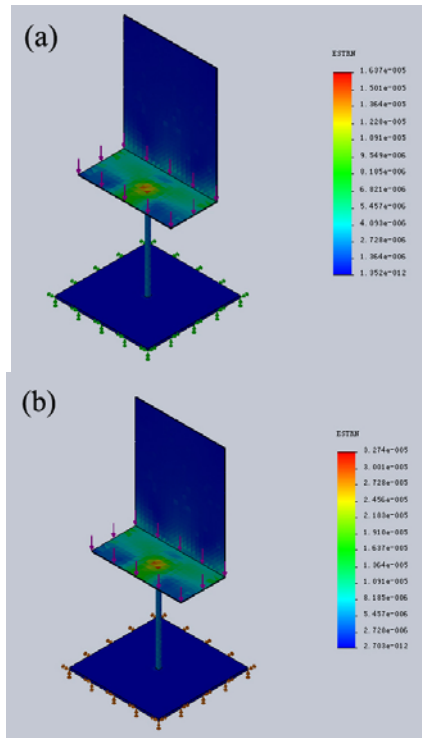 (a)
ESTRN
1.637e-005
1.501e-005
1.364e-005
1.228e-005
1.091e-005
9.549e-006
8.185e-006
6.821e-006
5.457e-006
4.093e-006
2.728e-006
1.364e-006
1.352e-012
(b)
ESTRN
3.274e-005
3.001e-005
2.728e-005
2.456e-005
2.183e-005
1.910e-005
1.637e-005
1.364e-005
1.091e-005
8.185e-006
5.457e-006
2.728e-006
2.703e-012